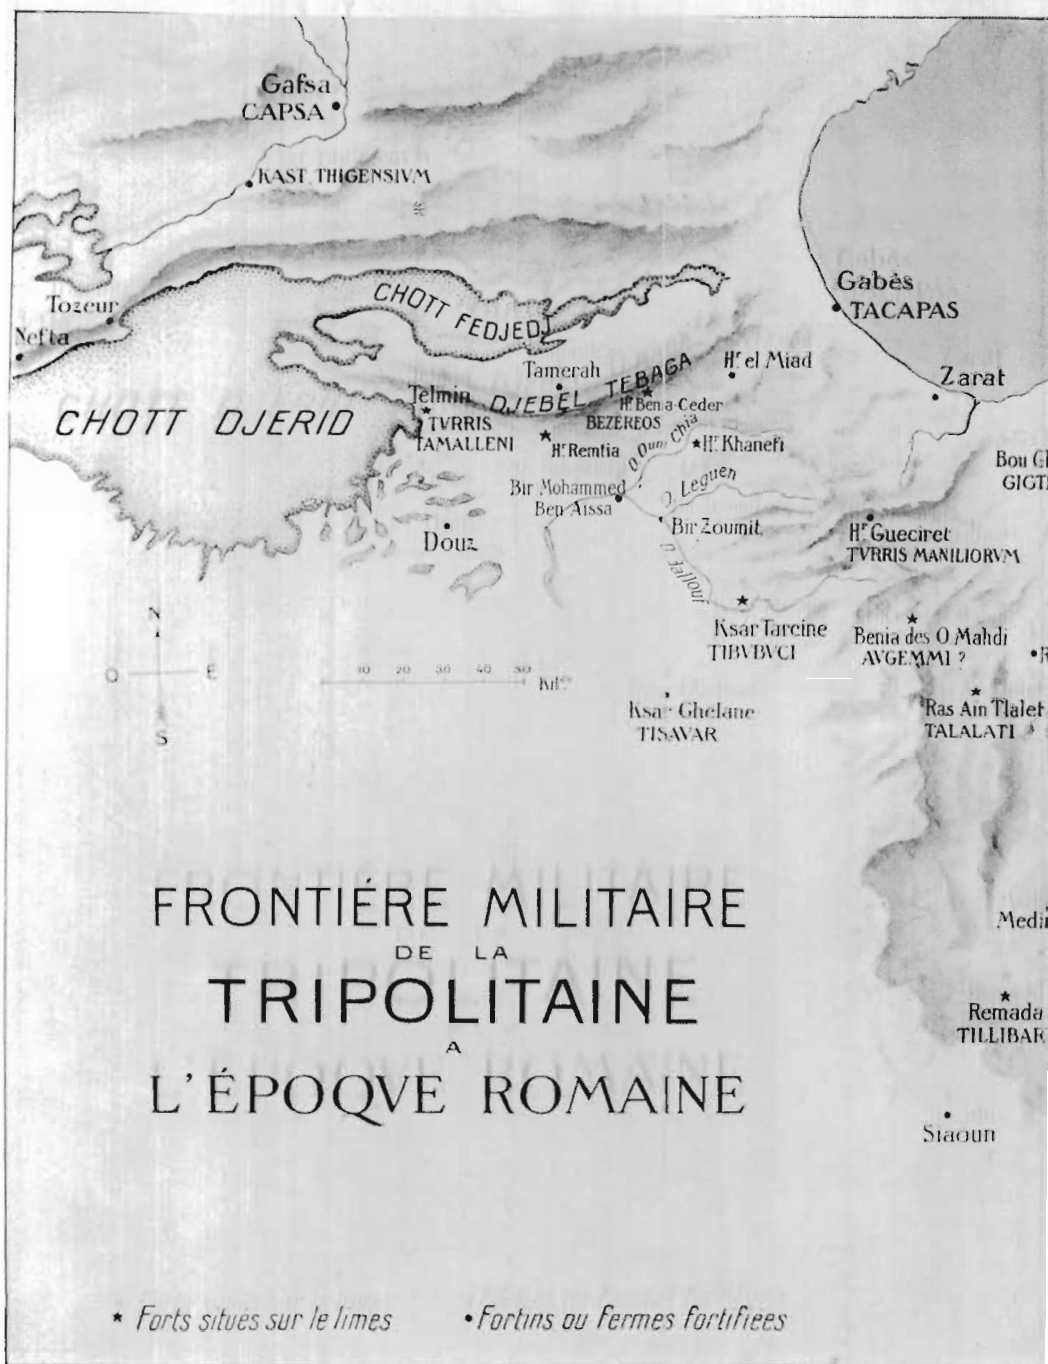 Gafsa
CAPSA
KAST THIGENSIVM
Tozeur
Nefta
CHOTT FEDJEDJ
Gabès
TACAPAS
Hr el Miad
Tamerah
Zarat
CHOTT DJERID
Telmin
TVRRIS
TAMALLENI
DJEBEL TEBAGA
Hr Ben a-Ceder
BEZEREOS
Hr Remtia
O Oum Chia
Hr Khanefi
Bou
GIGT
Bir Mohammed
Ben Aissa
O. Leguen
Bir Zoumit
Douz
Hr Gueciret
TVRRIS MANILIORVM
Ksar Tarcine
TIBVBVCI
Benia des O Mahdi
AVGEMMI ?
N
O E
S
10 20 30 40 50
Kil
Ksa Ghelane
TISAVAR
Ras Ain Tlalet
TALALATI
FRONTIÉRE MILITAIRE
DE LA
TRIPOLITAINE
A
L'ÉPOQVE ROMAINE
Medi
Remada
TILLIBAR
Siaoun
Forts situés sur le limes
Fortins ou Fermes fortifiées